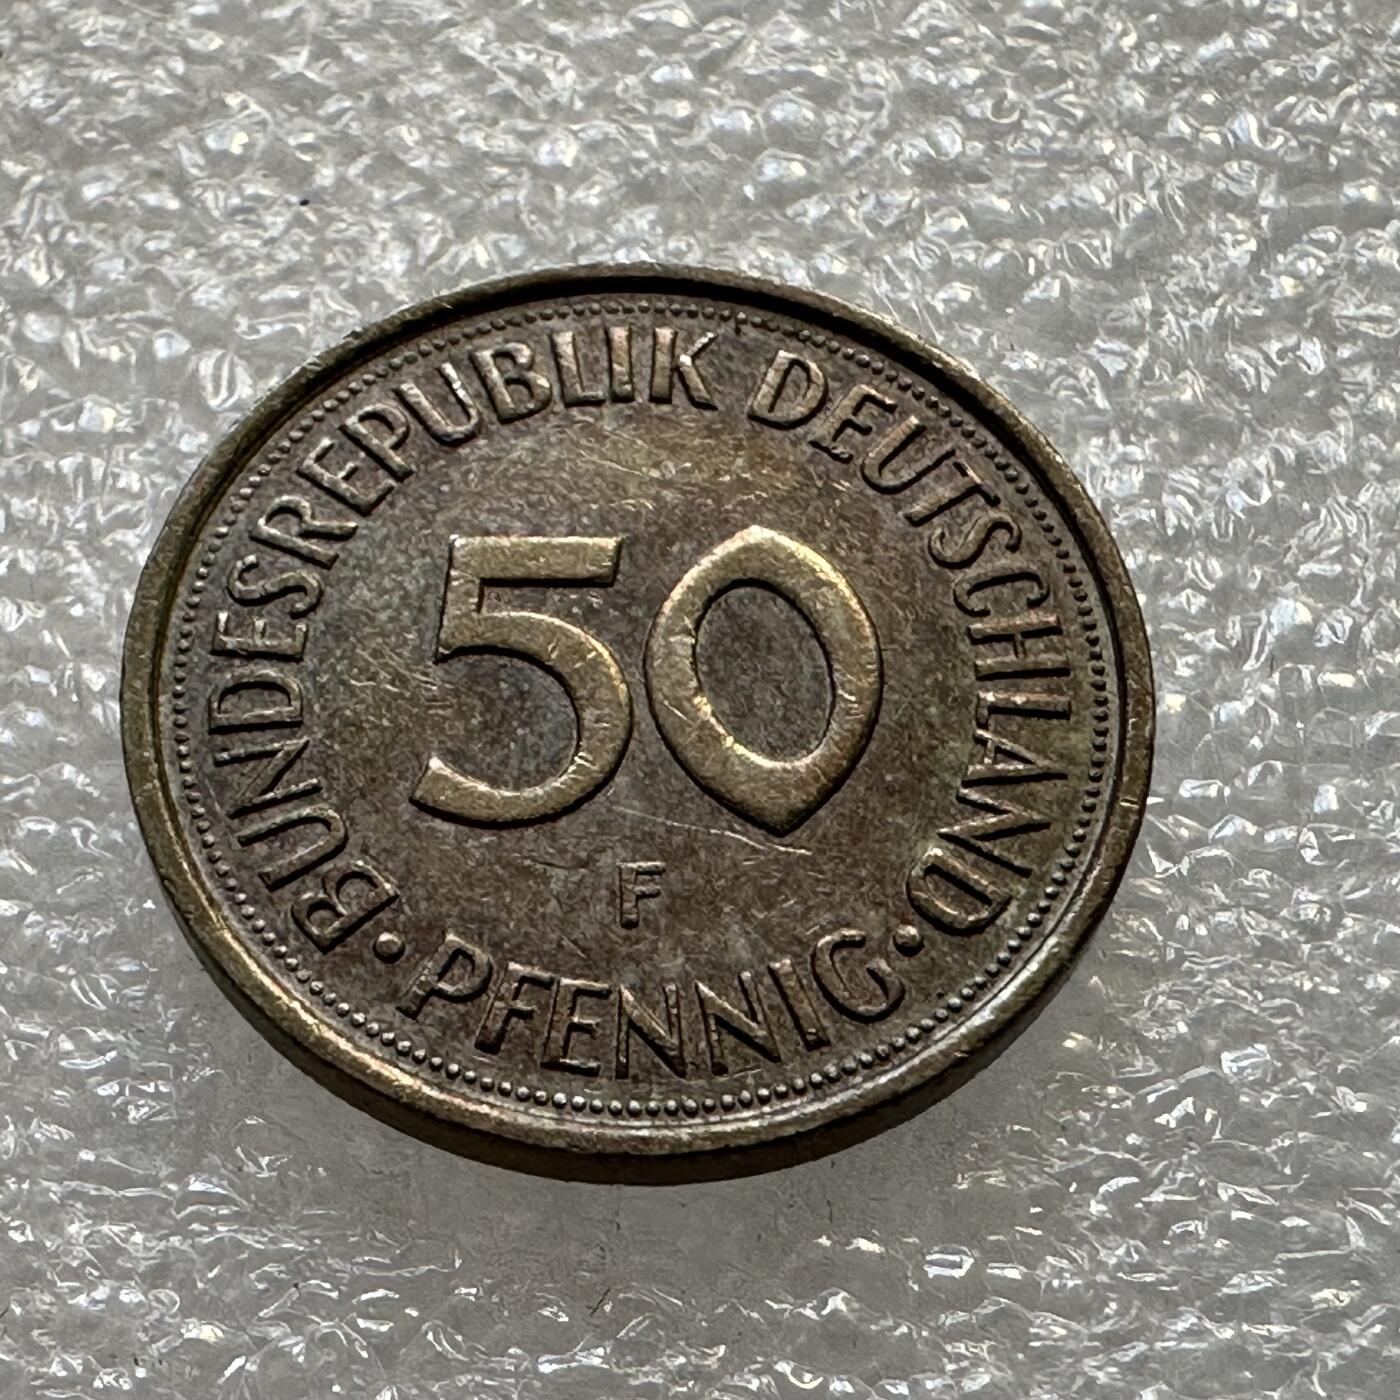 BUNDESREPUBLIK DEUTSCHLAND
50
F
· PFENNIG ·